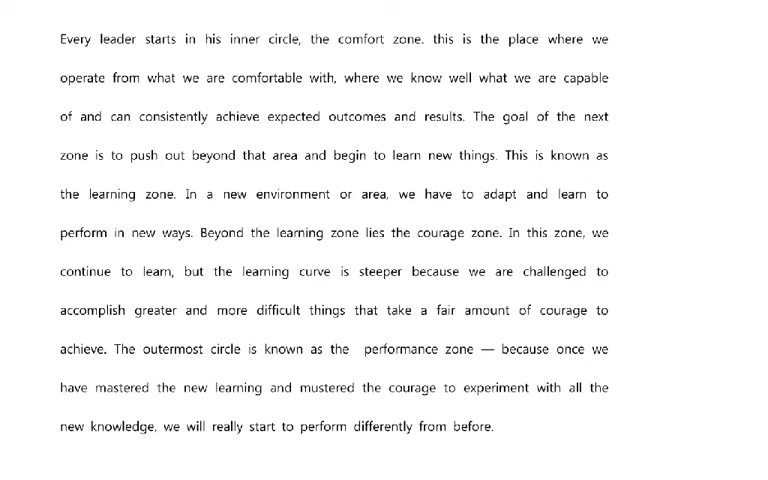 Every leader starts in his inner circle, the comfort zone. this is the place where we
operate from what we are comfortable with, where we know well what we are capable
of and can consistently achieve expected outcomes and results. The goal of the next
zone is to push out beyond that area and begin to learn new things. This is known as
the learning zone. In a new environment or area, we have to adapt and learn to
perform in new ways. Beyond the learning zone lies the courage zone. In this zone, we
continue to learn, but the learning curve is steeper because we are challenged to
accomplish greater and more difficult things that take a fair amount of courage to
achieve. The outermost circle is known as the performance zone — because once we
have mastered the new learning and mustered the courage to experiment with all the
new knowledge, we will really start to perform differently from before.